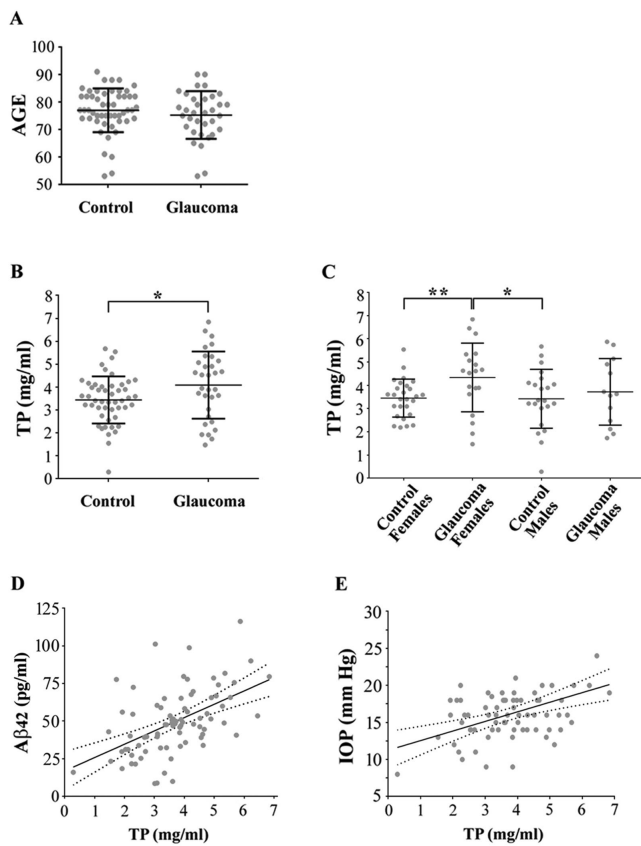 A
AGE
100
90
80
70
60
50
Control
Glaucoma
B
TP (mg/ml)
8
7
6
5
4
3
2
1
0
*
Control
Glaucoma
C
TP (mg/ml)
8
7
6
5
4
3
2
1
0
**
*
Control
Females
Glaucoma
Females
Control
Males
Glaucoma
Males
D
Aβ42 (pg/ml)
125
100
75
50
25
0
0 1 2 3 4 5 6 7
TP (mg/ml)
E
IOP (mm Hg)
30
25
20
15
10
5
0 1 2 3 4 5 6 7
TP (mg/ml)